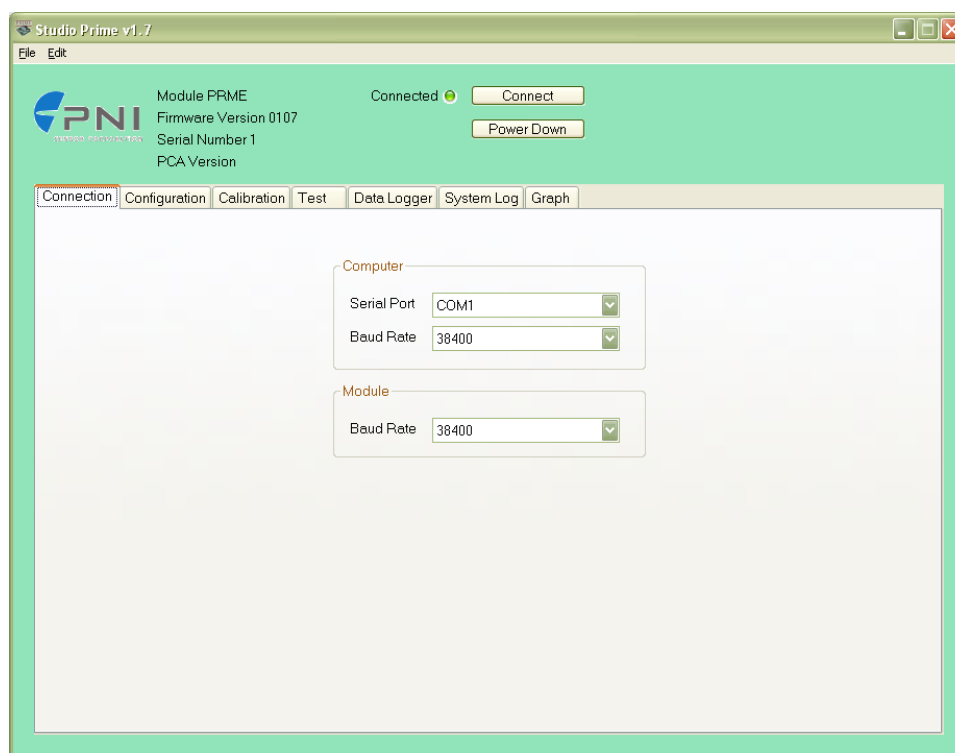 Studio Prime v1.7
File Edit
PNI
Module PRME
Firmware Version 0107
Serial Number 1
PCA Version
Connected
Connect
Power Down
Connection Configuration Calibration Test Data Logger System Log Graph
Computer
Serial Port COM1
Baud Rate 38400
Module
Baud Rate 38400